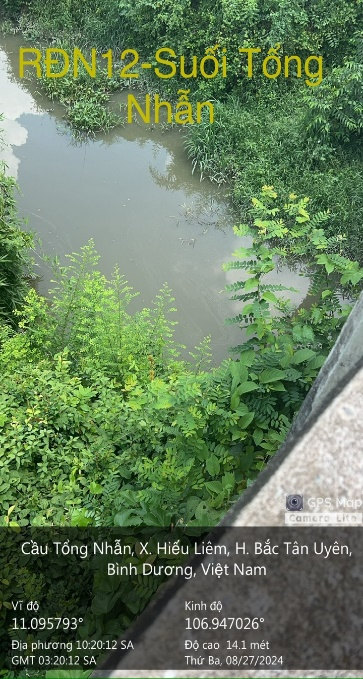 RĐN12-Suối Tổng
Nhẫn
GPS Map
Camera Lite
Cầu Tổng Nhẫn, X. Hiếu Liêm, H. Bắc Tân Uyên,
Bình Dương, Việt Nam
Vĩ độ
Kinh độ
11.095793°
106.947026°
Địa phương 10:20:12 SA
Độ cao 14.1 mét
GMT 03:20:12 SA
Thứ Ba, 08/27/2024